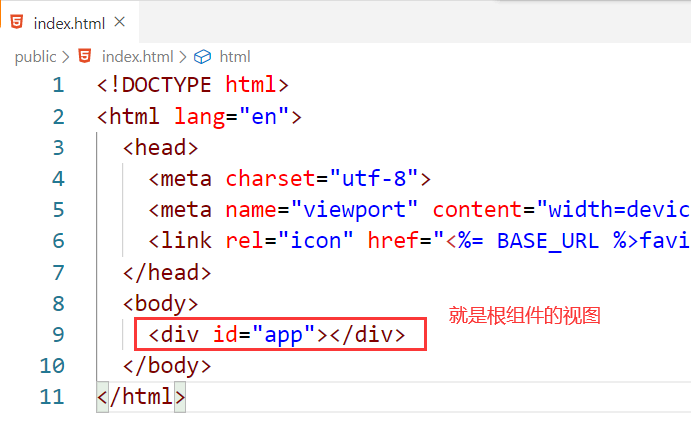 index.html
public > index.html > html
1 <!DOCTYPE html>
2 <html lang="en">
3 <head>
4 <meta charset="utf-8">
5 <meta name="viewport" content="width=devic
6 <link rel="icon" href="<%= BASE_URL %>favi
7 </head>
8 <body>
9 <div id="app"></div> 就是根组件的视图
10 </body>
11 </html>